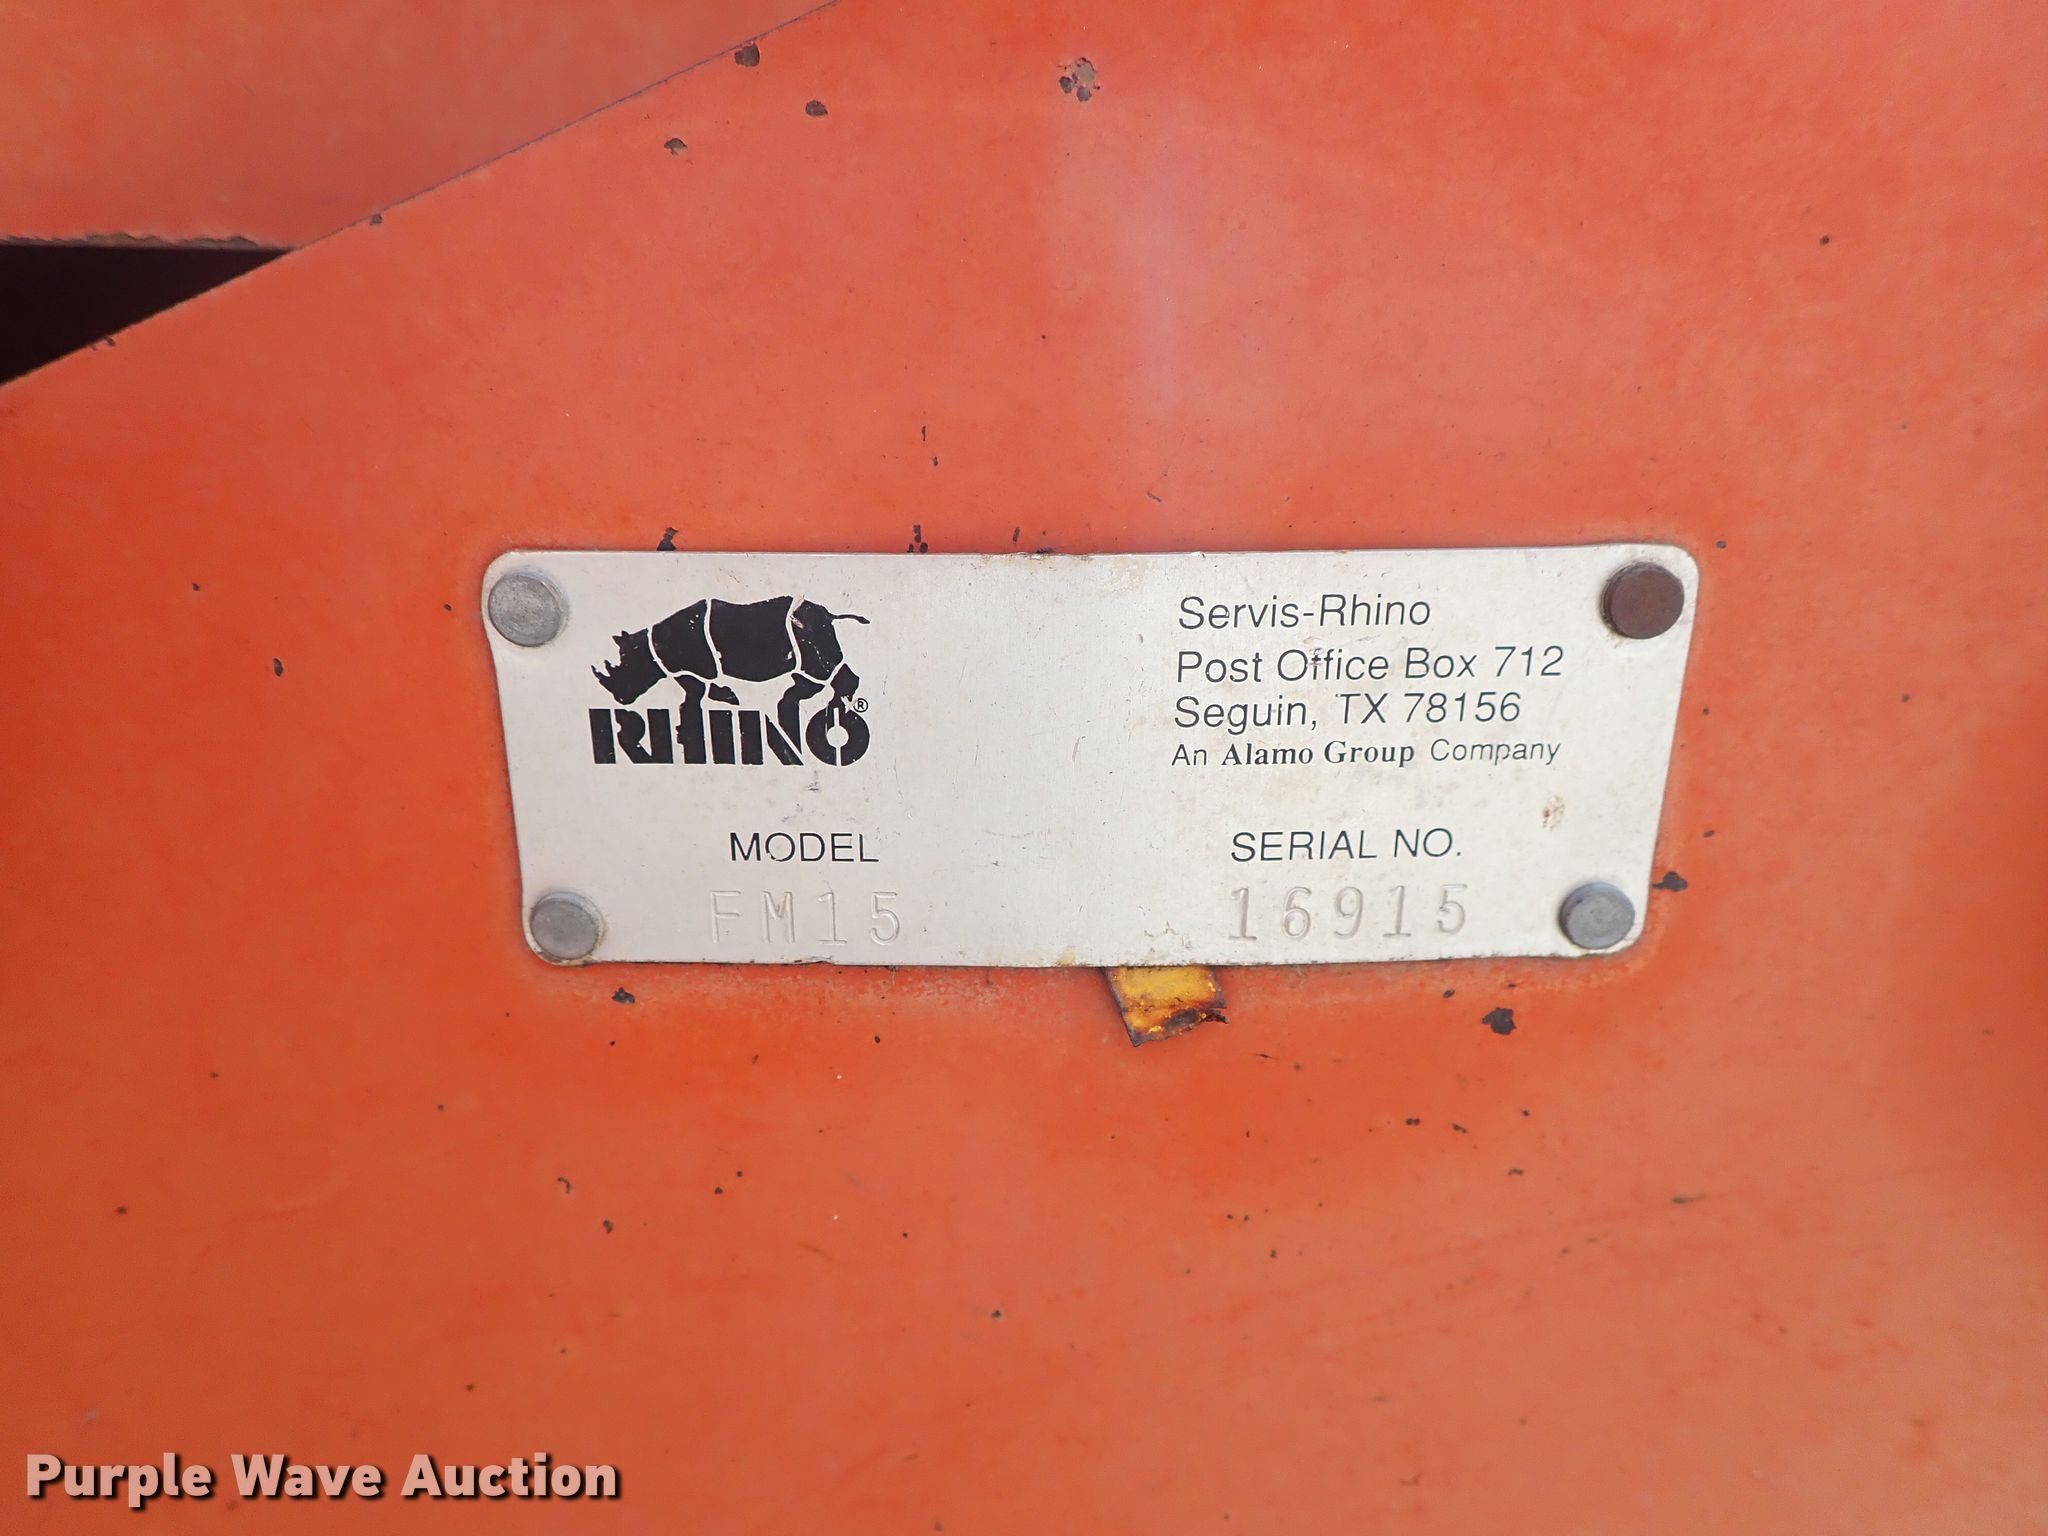 RHINO®
Servis-Rhino
Post Office Box 712
Seguin, TX 78156
An Alamo Group Company
MODEL
FM15
SERIAL NO.
16915
Purple Wave Auction